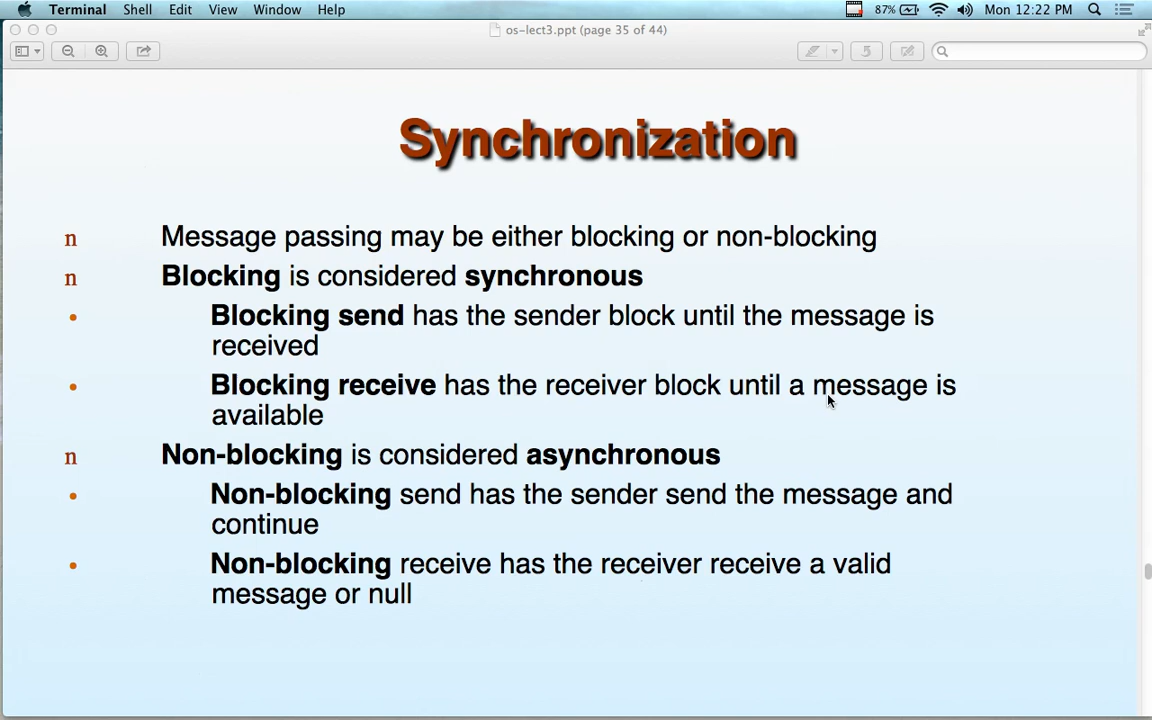 Terminal Shell Edit View Window Help 87% Mon 12:22 PM
os-lect3.ppt (page 35 of 44)
Synchronization
n Message passing may be either blocking or non-blocking
n Blocking is considered synchronous
• Blocking send has the sender block until the message is
received
• Blocking receive has the receiver block until a message is
available
n Non-blocking is considered asynchronous
• Non-blocking send has the sender send the message and
continue
• Non-blocking receive has the receiver receive a valid
message or null